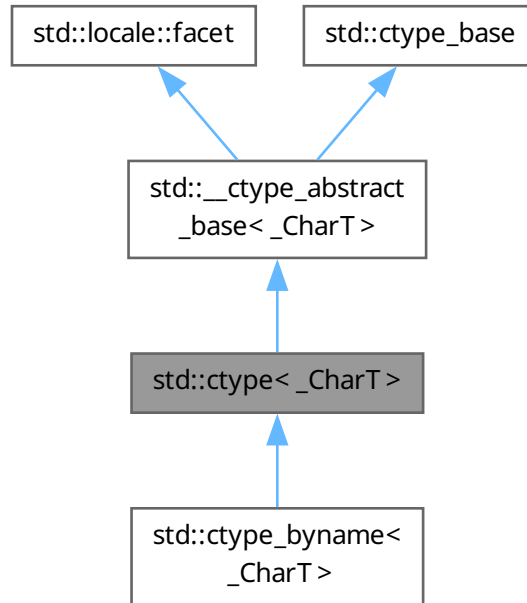 std::locale::facet
std::ctype_base
std::__ctype_abstract
_base< _CharT >
std::ctype< _CharT >
std::ctype_byname<
_CharT >